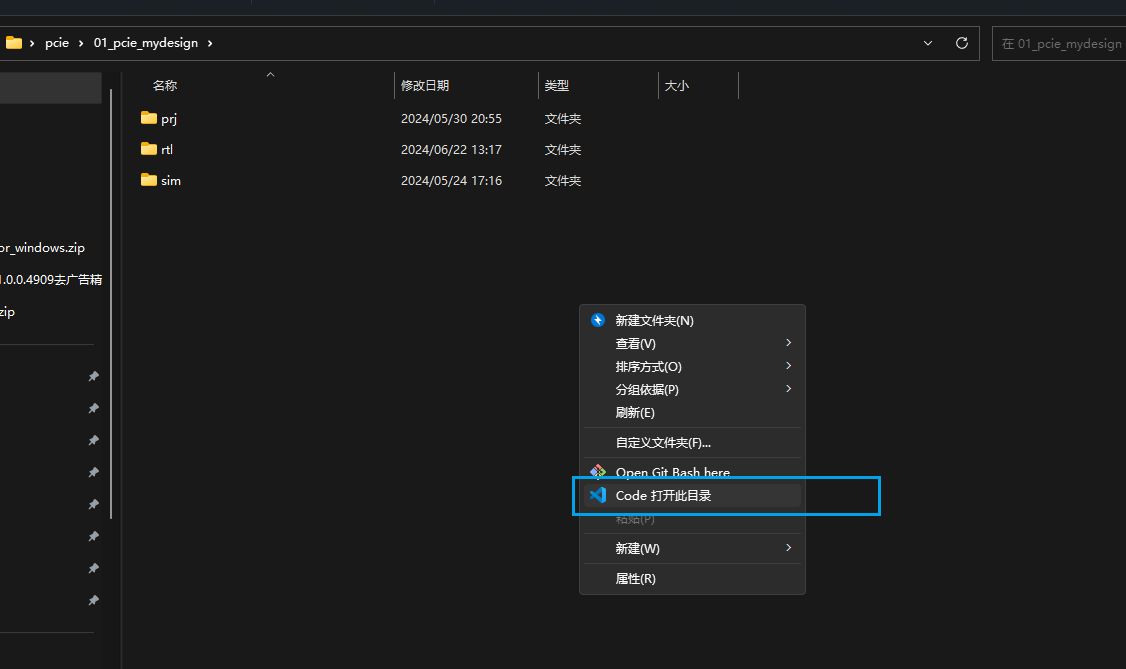 pcie > 01_pcie_mydesign >
在 01_pcie_mydesign
名称 修改日期 类型 大小
prj 2024/05/30 20:55 文件夹
rtl 2024/06/22 13:17 文件夹
sim 2024/05/24 17:16 文件夹
or_windows.zip
1.0.0.4909去广告精
zip
新建文件夹(N)
查看(V)
排序方式(O)
分组依据(P)
刷新(E)
自定义文件夹(F)...
Open Git Bash here
Code 打开此目录
粘贴(P)
新建(W)
属性(R)